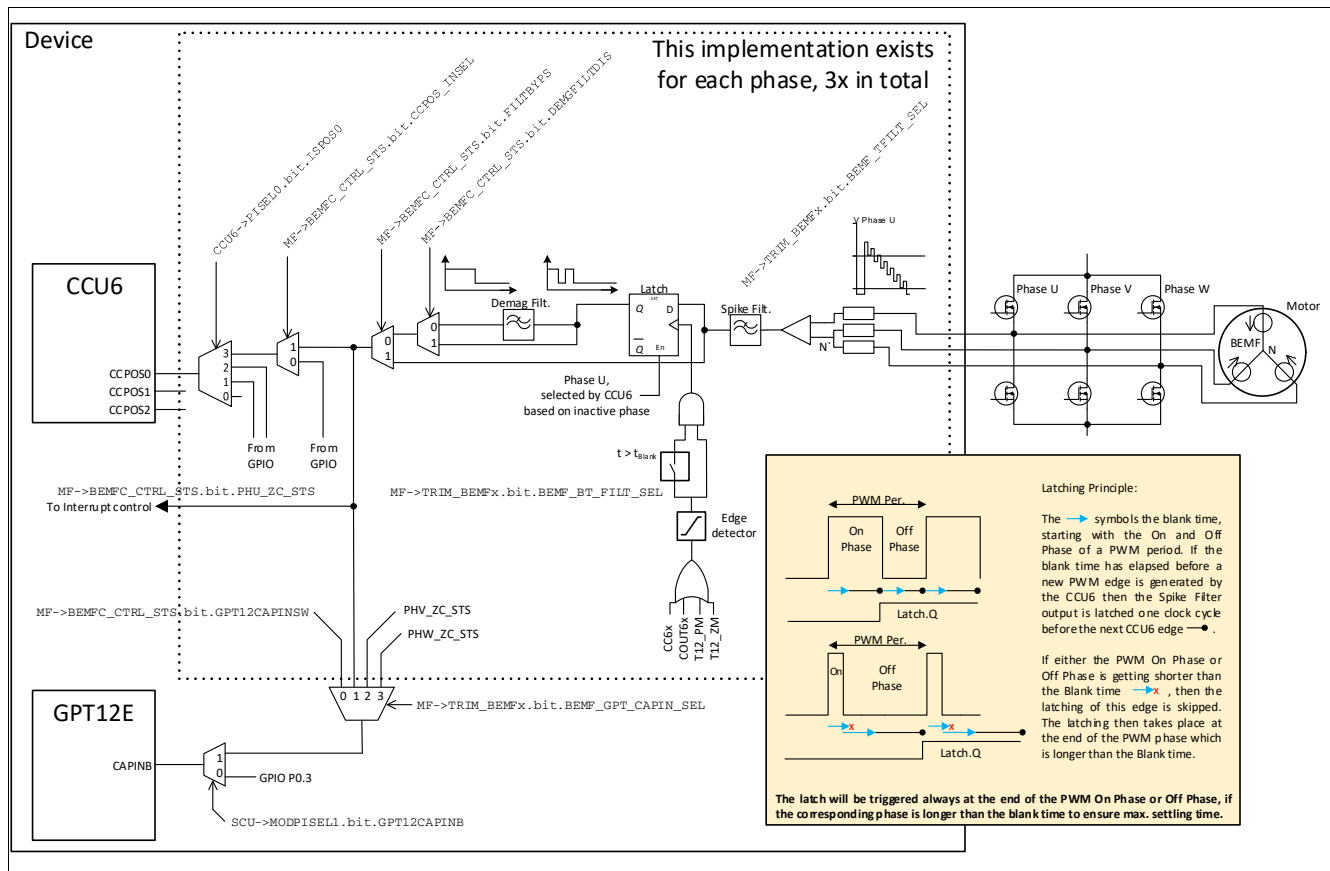 Device
This implementation exists
for each phase, 3x in total
CCU6->PISEL0.bit.ISPOS0
MF->BEMFC_CTRL_STS.bit.CCPOS_INSEL
MF->BEMFC_CTRL_STS.bit.FILTBYPS
MF->BEMFC_CTRL_STS.bit.DEMGFILTDIS
MF->TRIM_BEMFx.bit.BEMF_TFILT_SEL
V Phase U
CCU6
CCPOS0
CCPOS1
CCPOS2
3
2
1
0
1
0
0
1
0
1
Demag Filt.
Latch
SET
Q
D
Q
En
Spike Filt.
N`
Phase U
Phase V
Phase W
Motor
BEMF
N
From
GPIO
From
GPIO
Phase U,
selected by CCU6
based on inactive phase
t > tBlank
MF->BEMFC_CTRL_STS.bit.PHU_ZC_STS
To Interrupt control
MF->TRIM_BEMFx.bit.BEMF_BT_FILT_SEL
Edge
detector
CC6x
COUT6x
T12_PM
T12_ZM
MF->BEMFC_CTRL_STS.bit.GPT12CAPINSW
PHV_ZC_STS
PHW_ZC_STS
0 1 2 3
MF->TRIM_BEMFx.bit.BEMF_GPT_CAPIN_SEL
GPT12E
CAPINB
1
0
GPIO P0.3
SCU->MODPISEL1.bit.GPT12CAPINB
PWM Per.
On
Phase
Off
Phase
Latch.Q
PWM Per.
On
Off
Phase
x
x
Latch.Q
Latching Principle:
The symbols the blank time,
starting with the On and Off
Phase of a PWM period. If the
blank time has elapsed before a
new PWM edge is generated by
the CCU6 then the Spike Filter
output is latched one clock cycle
before the next CCU6 edge .
If either the PWM On Phase or
Off Phase is getting shorter than
the Blank time x , then the
latching of this edge is skipped.
The latching then takes place at
the end of the PWM phase which
is longer than the Blank time.
The latch will be triggered always at the end of the PWM On Phase or Off Phase, if
the corresponding phase is longer than the blank time to ensure max. settling time.